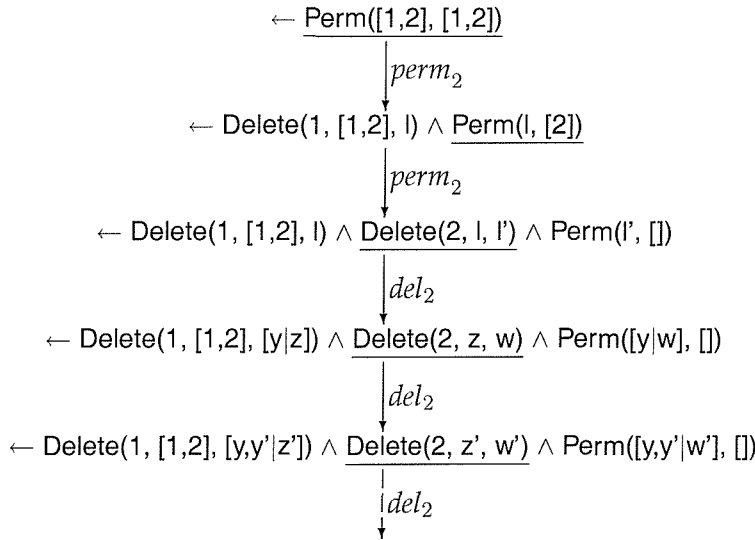 ← Perm([1,2], [1,2])
perm₂
← Delete(1, [1,2], l) ∧ Perm(l, [2])
perm₂
← Delete(1, [1,2], l) ∧ Delete(2, l, l') ∧ Perm(l', [])
del₂
← Delete(1, [1,2], [y|z]) ∧ Delete(2, z, w) ∧ Perm([y|w], [])
del₂
← Delete(1, [1,2], [y,y'|z']) ∧ Delete(2, z', w') ∧ Perm([y,y'|w'], [])
del₂